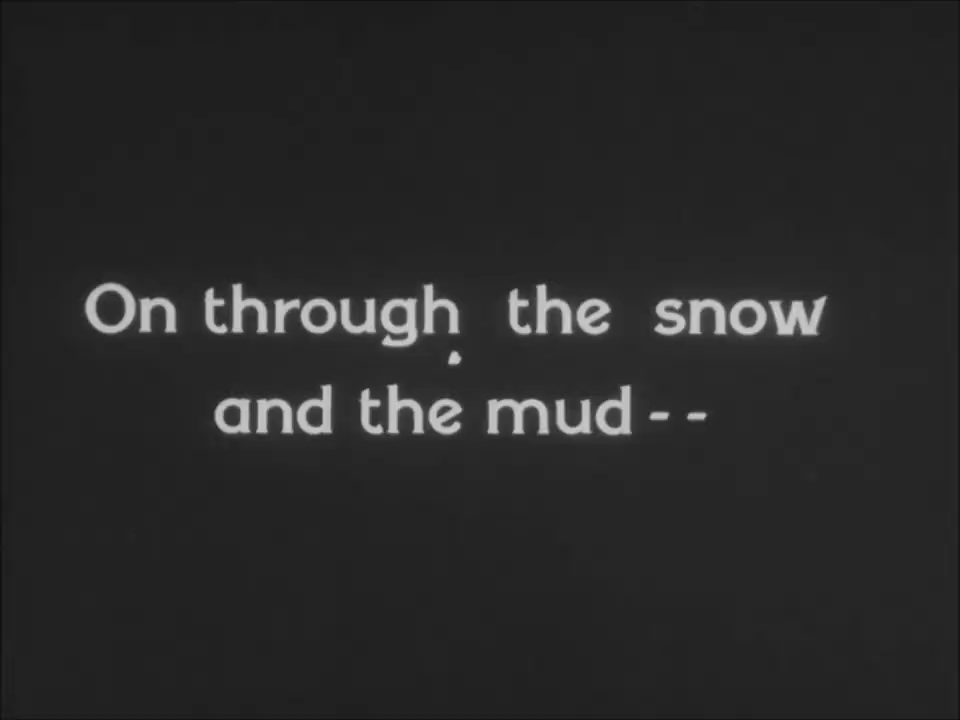 On through the snow
and the mud - -